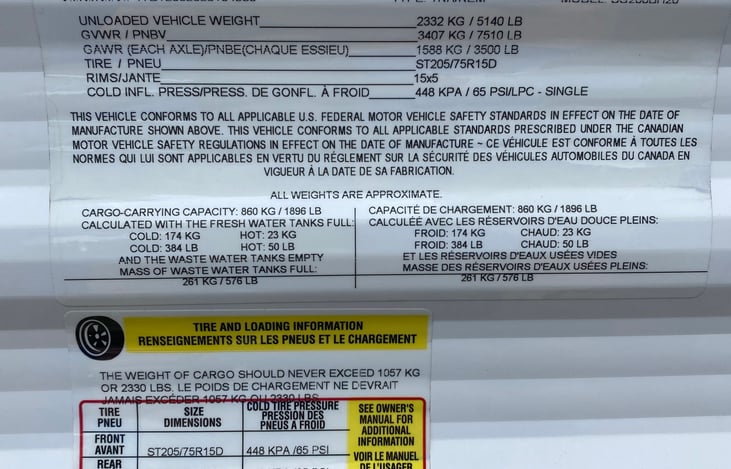 UNLOADED VEHICLE WEIGHT 2332 KG / 5140 LB
GVWR / PNBV 3407 KG / 7510 LB
GAWR (EACH AXLE)/PNBE(CHAQUE ESSIEU) 1588 KG / 3500 LB
TIRE / PNEU ST205/75R15D
RIMS/JANTE 15x5
COLD INFL. PRESS/PRESS. DE GONFL. À FROID 448 KPA / 65 PSI/LPC - SINGLE
THIS VEHICLE CONFORMS TO ALL APPLICABLE U.S. FEDERAL MOTOR VEHICLE SAFETY STANDARDS IN EFFECT ON THE DATE OF
MANUFACTURE SHOWN ABOVE. THIS VEHICLE CONFORMS TO ALL APPLICABLE STANDARDS PRESCRIBED UNDER THE CANADIAN
MOTOR VEHICLE SAFETY REGULATIONS IN EFFECT ON THE DATE OF MANUFACTURE ~ CE VÉHICULE EST CONFORME À TOUTES LES
NORMES QUI LUI SONT APPLICABLES EN VERTU DU RÉGLEMENT SUR LA SÉCURITÉ DES VÉHICULES AUTOMOBILES DU CANADA EN
VIGUEUR À LA DATE DE SA FABRICATION.
ALL WEIGHTS ARE APPROXIMATE.
CARGO-CARRYING CAPACITY: 860 KG / 1896 LB
CALCULATED WITH THE FRESH WATER TANKS FULL:
COLD: 174 KG HOT: 23 KG
COLD: 384 LB HOT: 50 LB
AND THE WASTE WATER TANKS EMPTY
MASS OF WASTE WATER TANKS FULL:
261 KG / 576 LB
CAPACITÉ DE CHARGEMENT: 860 KG / 1896 LB
CALCULÉE AVEC LES RÉSERVOIRS D'EAU DOUCE PLEINS:
FROID: 174 KG CHAUD: 23 KG
FROID: 384 LB CHAUD: 50 LB
ET LES RÉSERVOIRS D'EAUX USÉES VIDES
MASSE DES RÉSERVOIRS D'EAUX USÉES PLEINS:
261 KG / 576 LB
TIRE AND LOADING INFORMATION
RENSEIGNEMENTS SUR LES PNEUS ET LE CHARGEMENT
THE WEIGHT OF CARGO SHOULD NEVER EXCEED 1057 KG
OR 2330 LBS. LE POIDS DE CHARGEMENT NE DEVRAIT
JAMAIS EXCÉDER 1057 KG OU 2330 LBS
TIRE
PNEU
SIZE
DIMENSIONS
COLD TIRE PRESSURE
PRESSION DES
PNEUS A FROID
SEE OWNER'S
MANUAL FOR
ADDITIONAL
INFORMATION
VOIR LE MANUEL
DE L'USAGER
FRONT
AVANT
ST205/75R15D
448 KPA /65 PSI
REAR